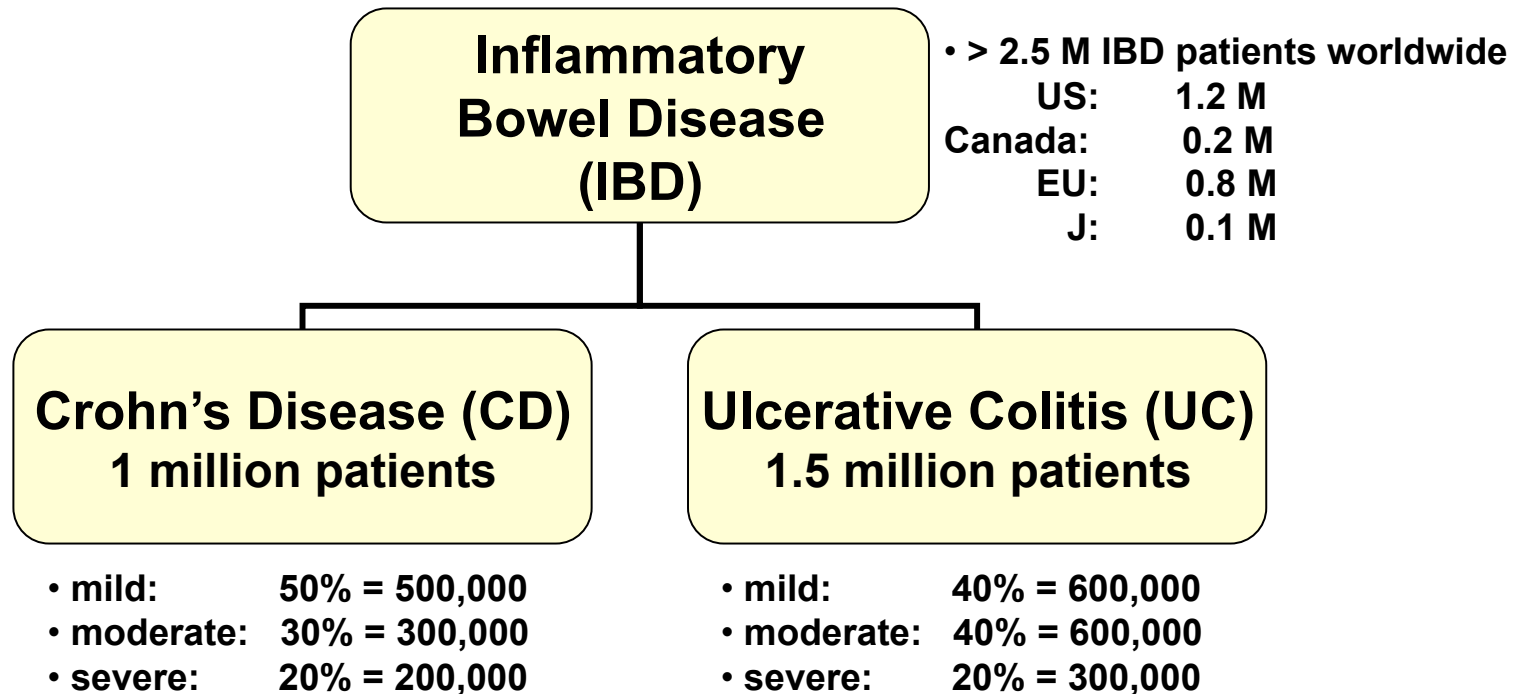 Inflammatory
Bowel Disease
(IBD)
• > 2.5 M IBD patients worldwide
US: 1.2 M
Canada: 0.2 M
EU: 0.8 M
J: 0.1 M
Crohn’s Disease (CD)
1 million patients
• mild: 50% = 500,000
• moderate: 30% = 300,000
• severe: 20% = 200,000
Ulcerative Colitis (UC)
1.5 million patients
• mild: 40% = 600,000
• moderate: 40% = 600,000
• severe: 20% = 300,000